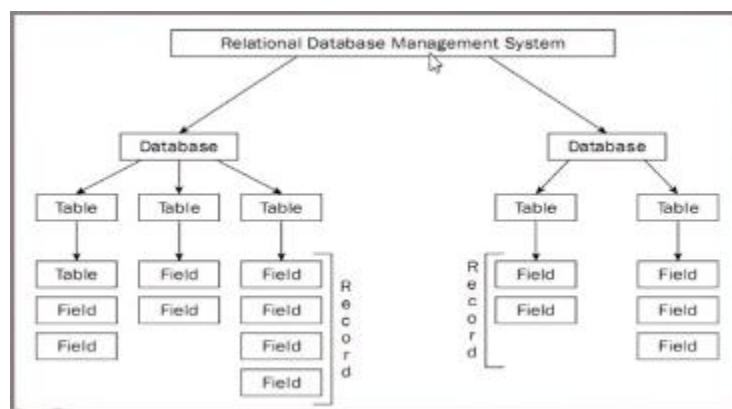 Relational Database Management System
Database Database
Table Table Table Table Table
Table Field Field Field Field
Field Field Field Field Field
Field Field Field
Field
Record
Record